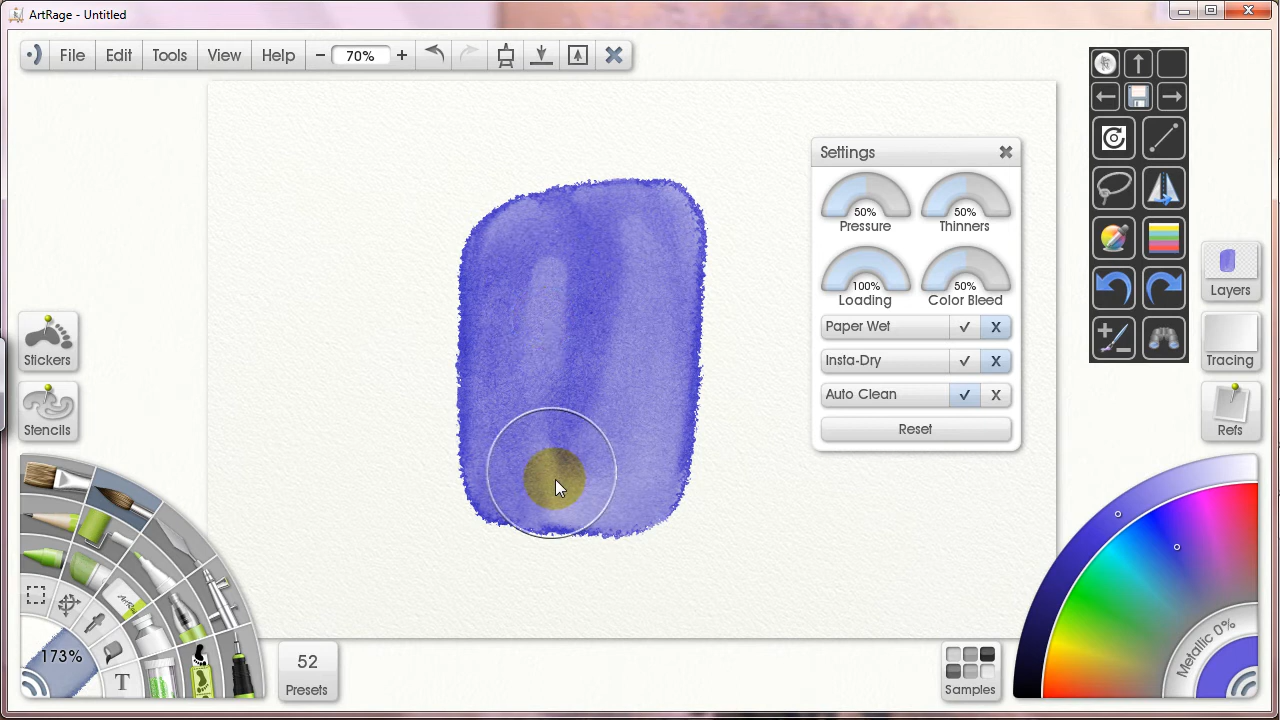 ArtRage - Untitled
File Edit Tools View Help − 70% +
Settings
50% 50%
Pressure Thinners
100% 50%
Loading Color Bleed
Paper Wet ✓ X
Insta-Dry ✓ X
Auto Clean ✓ X
Reset
Layers
Tracing
Refs
Stickers
Stencils
173%
T
52
Presets
Samples
Metallic 0%